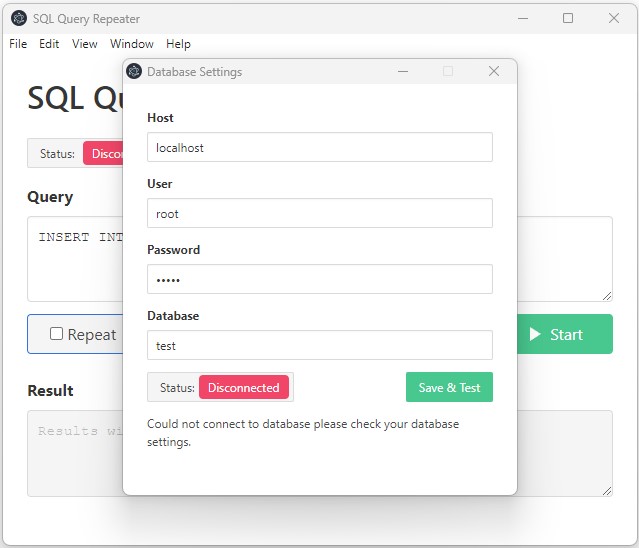 SQL Query Repeater
File Edit View Window Help
SQL Qu
Status: Discon
Query
INSERT INT
Repeat
Start
Result
Results wi
Database Settings
Host
localhost
User
root
Password
•••••
Database
test
Status: Disconnected
Save & Test
Could not connect to database please check your database
settings.